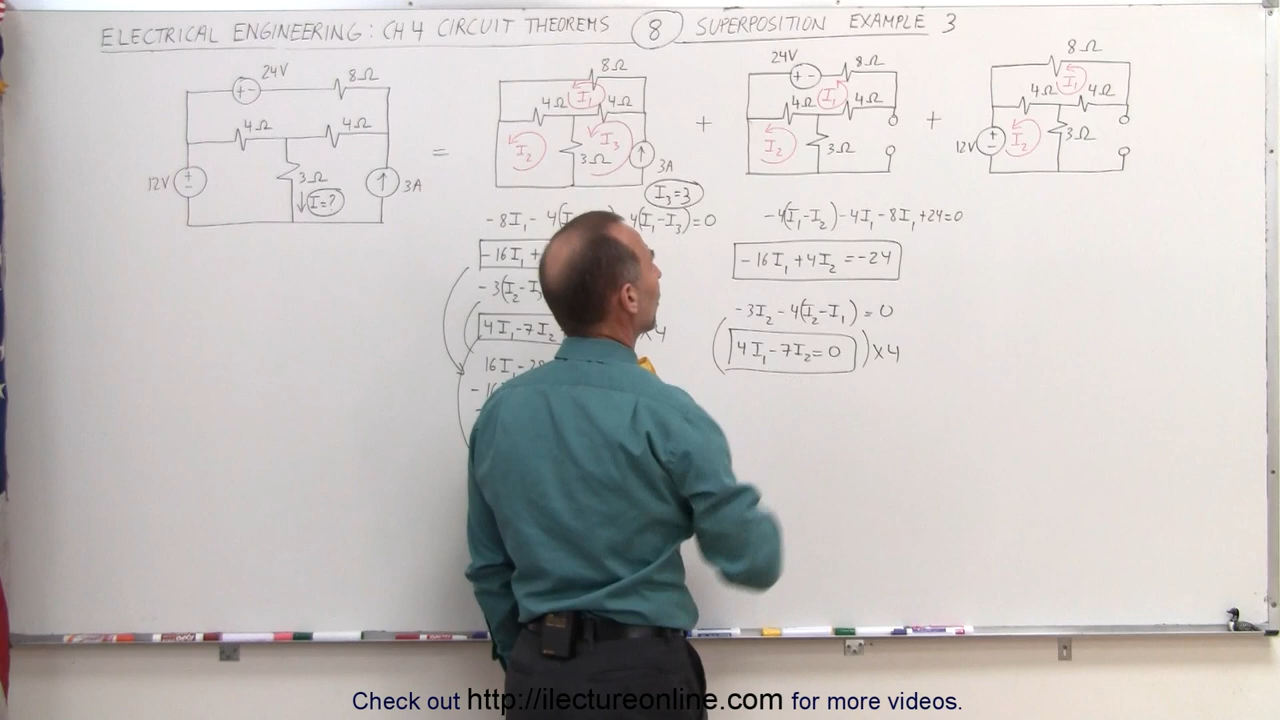 ELECTRICAL ENGINEERING: CH 4 CIRCUIT THEOREMS 8 SUPERPOSITION EXAMPLE 3
24V
+ -
8Ω
4Ω
4Ω
12V
+
-
3Ω
I=?
3A
=
8Ω
I₁
4Ω
4Ω
I₂
I₃
3Ω
3A
I₃=3
+
24V
+ -
8Ω
I₁
4Ω
4Ω
I₂
3Ω
+
8Ω
I₁
4Ω
4Ω
12V
+
-
I₂
3Ω
-8I₁-4(I 4(I₁-I₃)=0
-16I₁+
-3(I₂-I
4I₁-7I₂ x4
16I₁-
-16
-4(I₁-I₂)-4I₁-8I₁+24=0
-16I₁+4I₂=-24
-3I₂-4(I₂-I₁)=0
(4I₁-7I₂=0)x4
Check out http://ilectureonline.com for more videos.